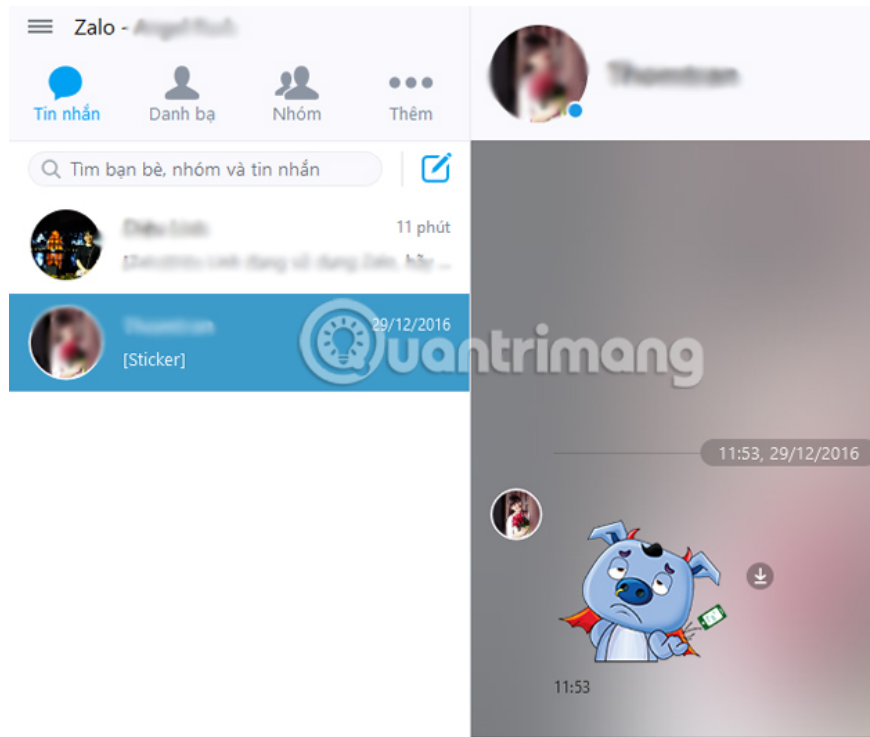 Zalo -
Tin nhắn
Danh bạ
Nhóm
Thêm
Tìm bạn bè, nhóm và tin nhắn
11 phút
29/12/2016
[Sticker]
Quantrimang
11:53, 29/12/2016
11:53